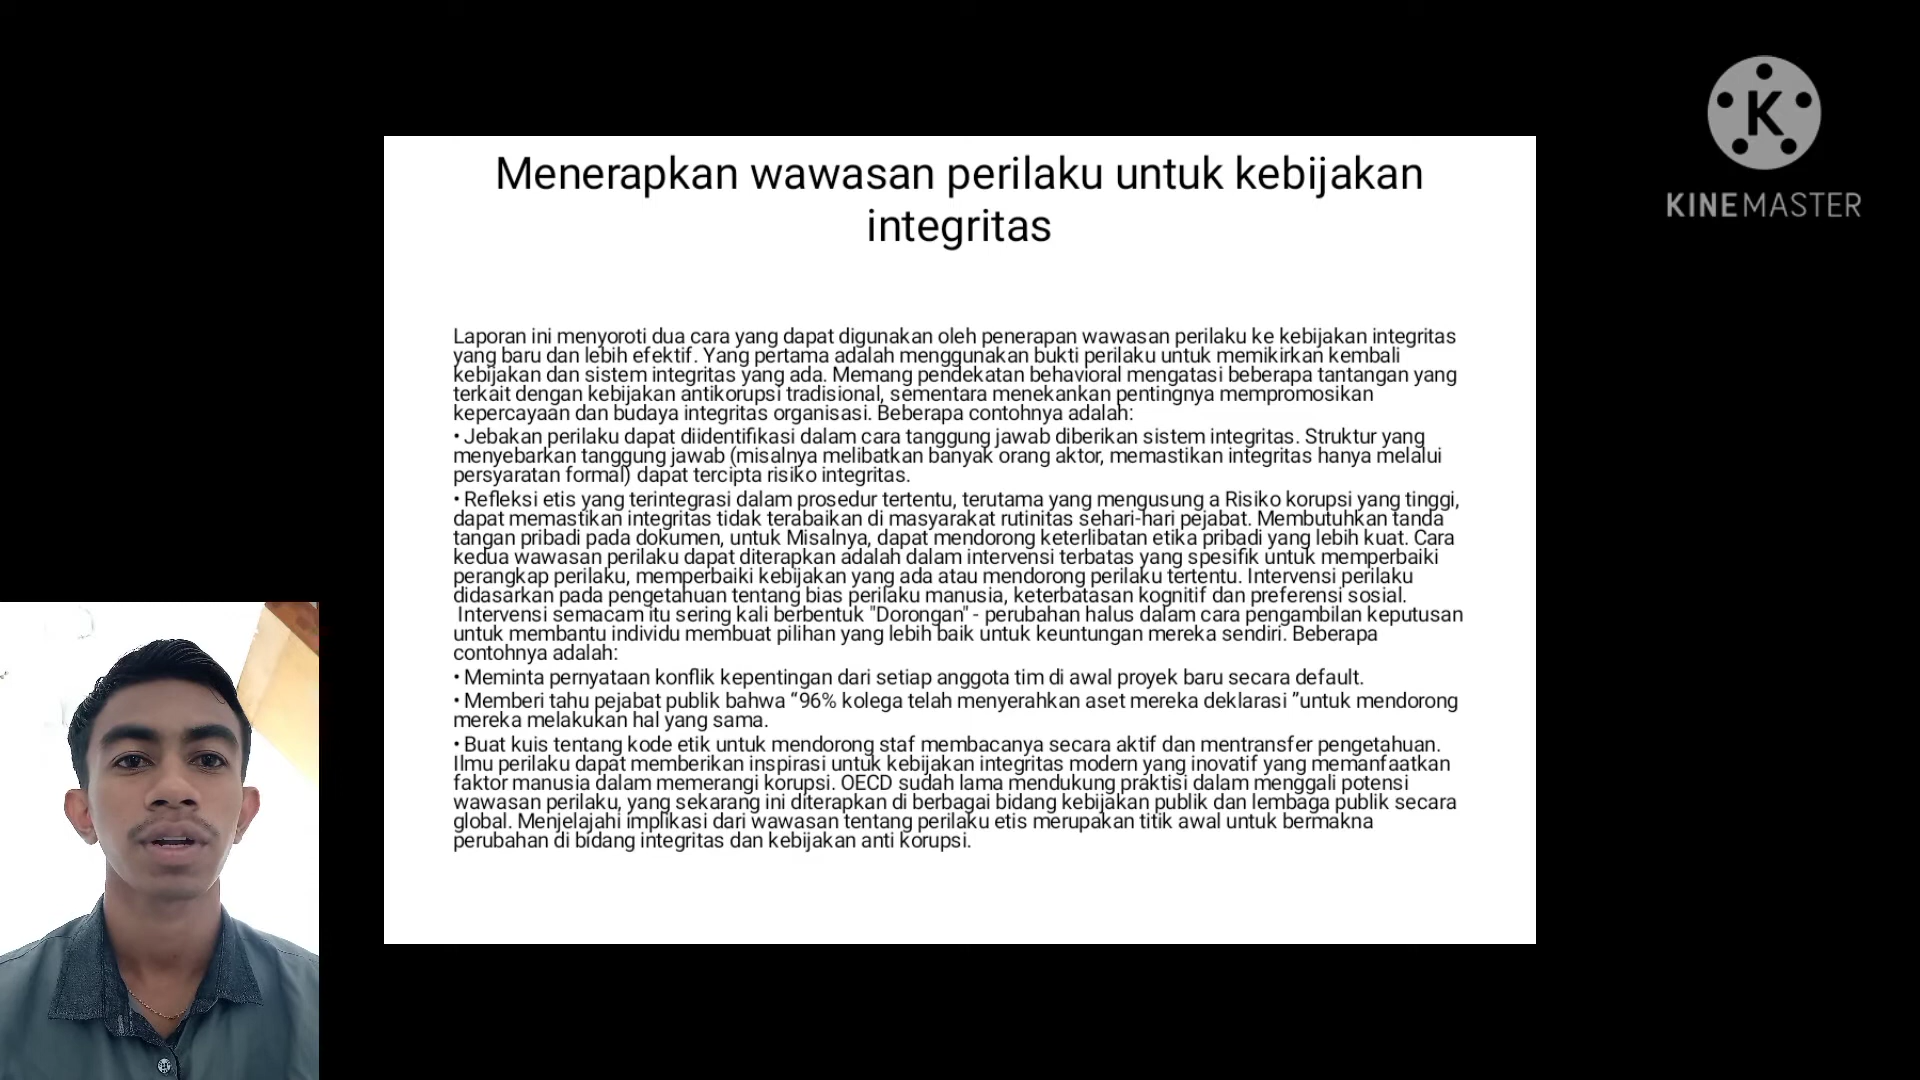 Menerapkan wawasan perilaku untuk kebijakan
integritas
Laporan ini menyoroti dua cara yang dapat digunakan oleh penerapan wawasan perilaku ke kebijakan integritas
yang baru dan lebih efektif. Yang pertama adalah menggunakan bukti perilaku untuk memikirkan kembali
kebijakan dan sistem integritas yang ada. Memang pendekatan behavioral mengatasi beberapa tantangan yang
terkait dengan kebijakan antikorupsi tradisional, sementara menekankan pentingnya mempromosikan
kepercayaan dan budaya integritas organisasi. Beberapa contohnya adalah:
• Jebakan perilaku dapat diidentifikasi dalam cara tanggung jawab diberikan sistem integritas. Struktur yang
menyebarkan tanggung jawab (misalnya melibatkan banyak orang aktor, memastikan integritas hanya melalui
persyaratan formal) dapat tercipta risiko integritas.
• Refleksi etis yang terintegrasi dalam prosedur tertentu, terutama yang mengusung a Risiko korupsi yang tinggi,
dapat memastikan integritas tidak terabaikan di masyarakat rutinitas sehari-hari pejabat. Membutuhkan tanda
tangan pribadi pada dokumen, untuk Misalnya, dapat mendorong keterlibatan etika pribadi yang lebih kuat. Cara
kedua wawasan perilaku dapat diterapkan adalah dalam intervensi terbatas yang spesifik untuk memperbaiki
perangkap perilaku, memperbaiki kebijakan yang ada atau mendorong perilaku tertentu. Intervensi perilaku
didasarkan pada pengetahuan tentang bias perilaku manusia, keterbatasan kognitif dan preferensi sosial.
Intervensi semacam itu sering kali berbentuk "Dorongan" - perubahan halus dalam cara pengambilan keputusan
untuk membantu individu membuat pilihan yang lebih baik untuk keuntungan mereka sendiri. Beberapa
contohnya adalah:
• Meminta pernyataan konflik kepentingan dari setiap anggota tim di awal proyek baru secara default.
• Memberi tahu pejabat publik bahwa “96% kolega telah menyerahkan aset mereka deklarasi ”untuk mendorong
mereka melakukan hal yang sama.
• Buat kuis tentang kode etik untuk mendorong staf membacanya secara aktif dan mentransfer pengetahuan.
Ilmu perilaku dapat memberikan inspirasi untuk kebijakan integritas modern yang inovatif yang memanfaatkan
faktor manusia dalam memerangi korupsi. OECD sudah lama mendukung praktisi dalam menggali potensi
wawasan perilaku, yang sekarang ini diterapkan di berbagai bidang kebijakan publik dan lembaga publik secara
global. Menjelajahi implikasi dari wawasan tentang perilaku etis merupakan titik awal untuk bermakna
perubahan di bidang integritas dan kebijakan anti korupsi.
K
KINEMASTER